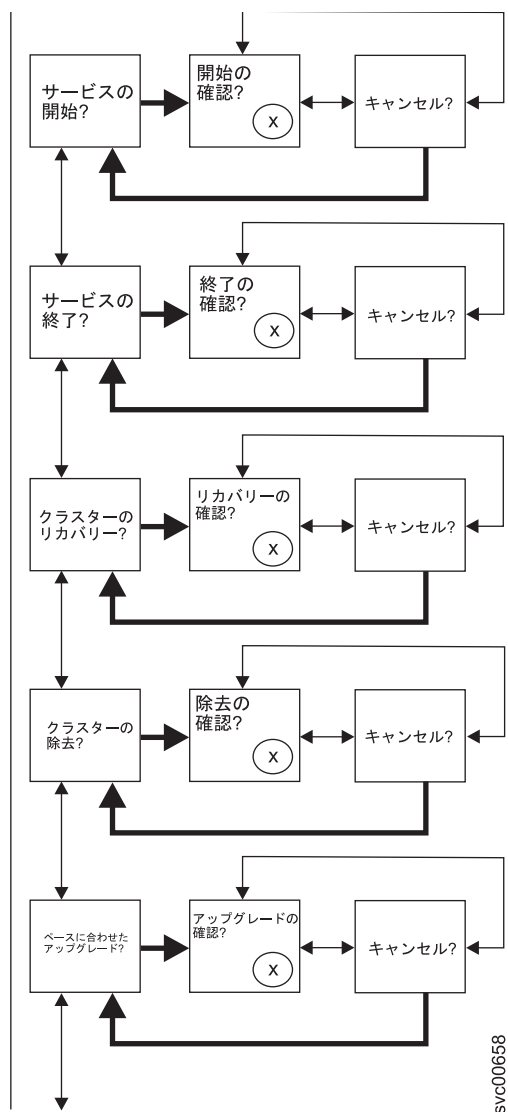 サービスの
開始?
開始の
確認?
X
キャンセル?
サービスの
終了?
終了の
確認?
X
キャンセル?
クラスターの
リカバリー?
リカバリーの
確認?
X
キャンセル?
クラスターの
除去?
除去の
確認?
X
キャンセル?
ペースに合わせた
アップグレード?
アップグレードの
確認?
X
キャンセル?
svc00658